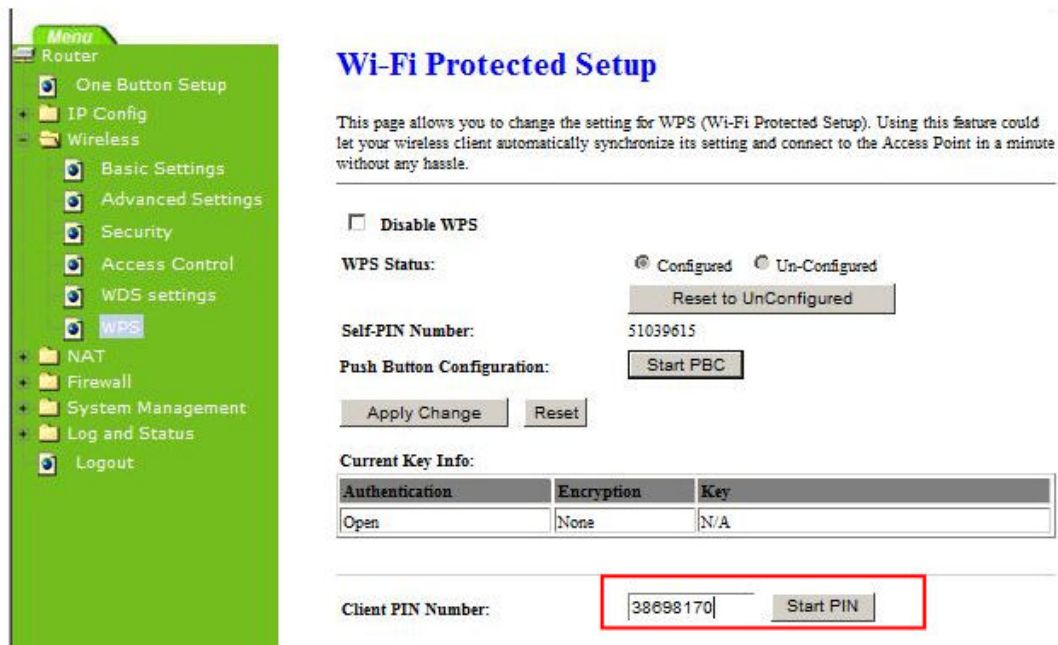 Menu
Router
One Button Setup
IP Config
Wireless
Basic Settings
Advanced Settings
Security
Access Control
WDS settings
WPS
NAT
Firewall
System Management
Log and Status
Logout
Wi-Fi Protected Setup
This page allows you to change the setting for WPS (Wi-Fi Protected Setup). Using this feature could
let your wireless client automatically synchronize its setting and connect to the Access Point in a minute
without any hassle.
Disable WPS
WPS Status: Configured Un-Configured
Reset to UnConfigured
Self-PIN Number: 51039615
Push Button Configuration: Start PBC
Apply Change Reset
Current Key Info:
Authentication Encryption Key
Open None N/A
Client PIN Number: 38698170 Start PIN